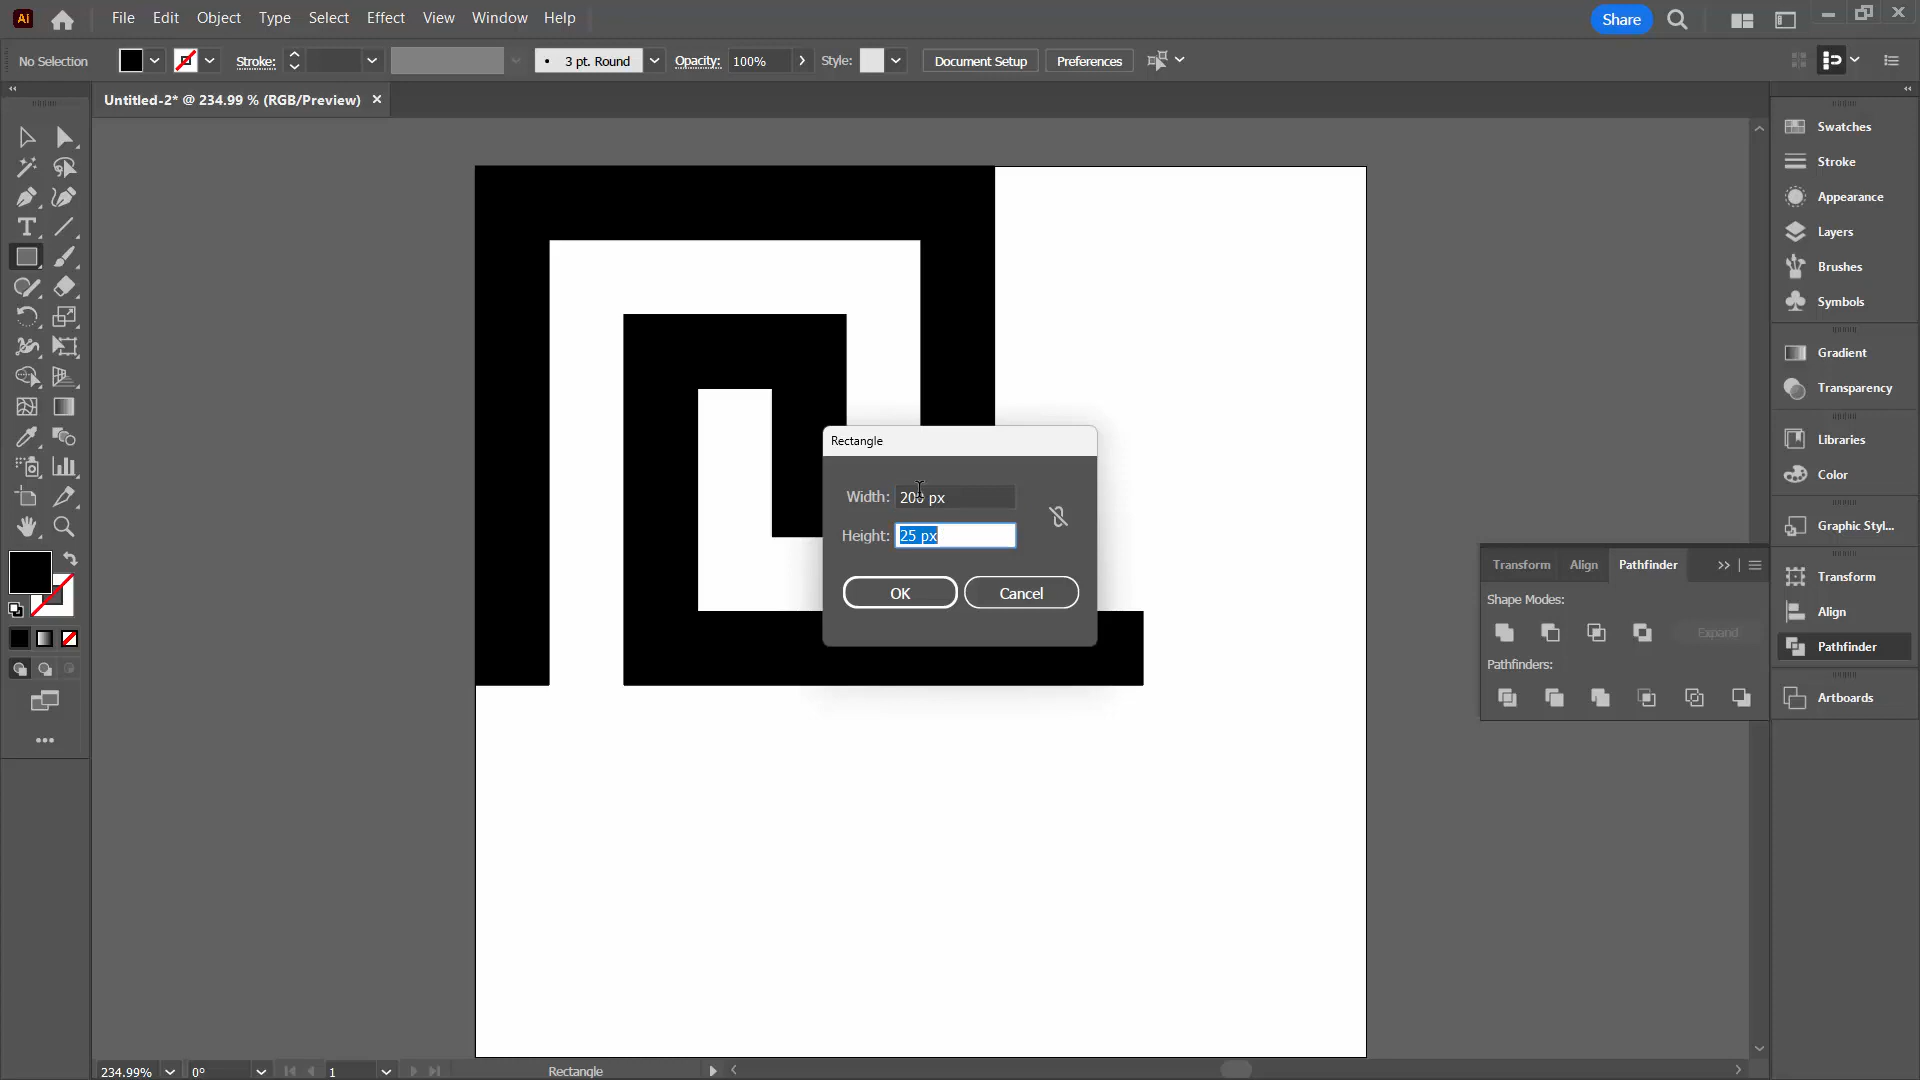 Ai File Edit Object Type Select Effect View Window Help Share
No Selection Stroke: 3 pt. Round Opacity: 100% Style: Document Setup Preferences
Untitled-2* @ 234.99 % (RGB/Preview)
Swatches
Stroke
Appearance
Layers
Brushes
Symbols
Gradient
Transparency
Libraries
Color
Graphic Styl...
Transform
Align
Pathfinder
Artboards
Rectangle
Width: 200 px
Height: 25 px
OK Cancel
Transform Align Pathfinder
Shape Modes:
Expand
Pathfinders:
234.99% 0° 1 Rectangle